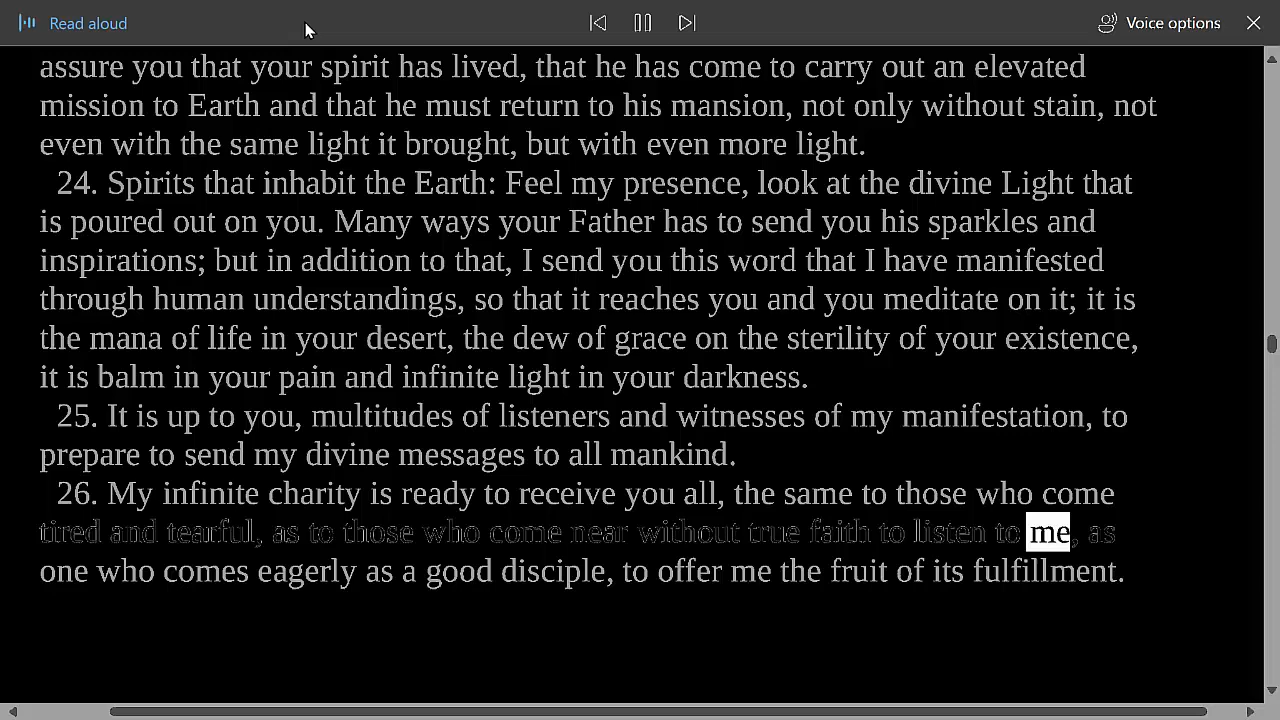 Read aloud
Voice options
assure you that your spirit has lived, that he has come to carry out an elevated
mission to Earth and that he must return to his mansion, not only without stain, not
even with the same light it brought, but with even more light.
24. Spirits that inhabit the Earth: Feel my presence, look at the divine Light that
is poured out on you. Many ways your Father has to send you his sparkles and
inspirations; but in addition to that, I send you this word that I have manifested
through human understandings, so that it reaches you and you meditate on it; it is
the mana of life in your desert, the dew of grace on the sterility of your existence,
it is balm in your pain and infinite light in your darkness.
25. It is up to you, multitudes of listeners and witnesses of my manifestation, to
prepare to send my divine messages to all mankind.
26. My infinite charity is ready to receive you all, the same to those who come
tired and tearful, as to those who come near without true faith to listen to me, as
one who comes eagerly as a good disciple, to offer me the fruit of its fulfillment.